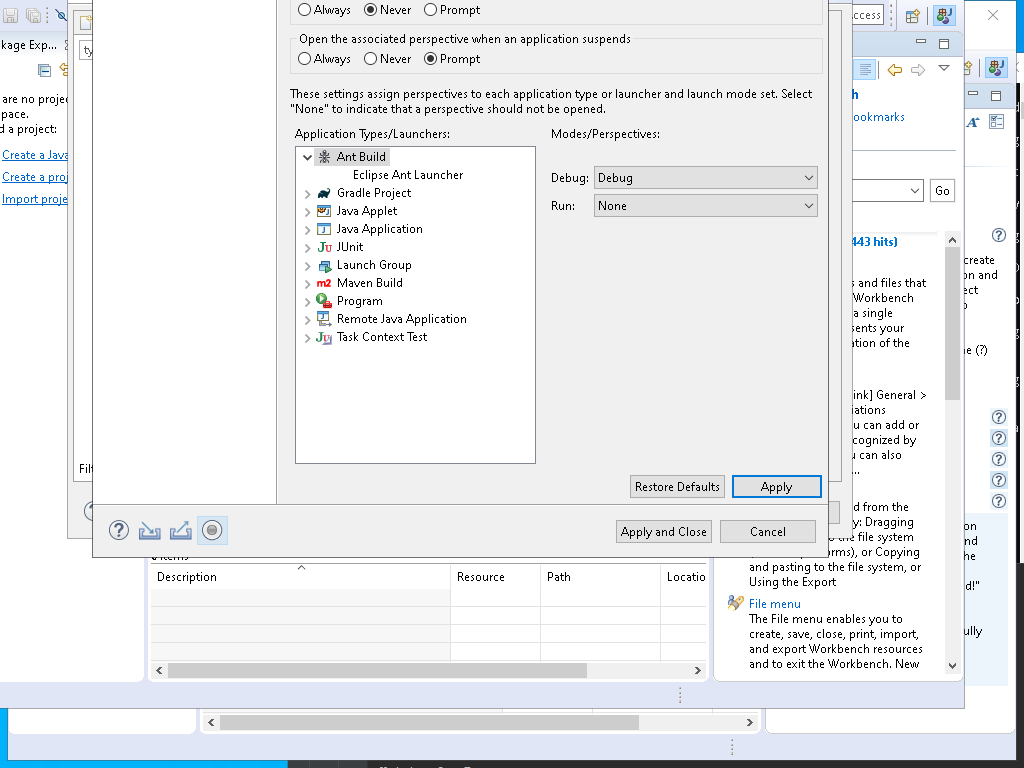 Always Never Prompt
Open the associated perspective when an application suspends
Always Never Prompt
These settings assign perspectives to each application type or launcher and launch mode set. Select
"None" to indicate that a perspective should not be opened.
Application Types/Launchers:
Modes/Perspectives:
Ant Build
Eclipse Ant Launcher
Gradle Project
Java Applet
Java Application
JUnit
Launch Group
Maven Build
Program
Remote Java Application
Task Context Test
Debug: Debug
Run: None
Restore Defaults Apply
Apply and Close Cancel
kage Exp...
are no projec
pace.
d a project:
Create a Java
Create a proj
Import proje
Filt
ccess
ookmarks
Go
443 hits)
s and files that
Workbench
a single
sents your
ation of the
ink] General >
iations
u can add or
cognized by
u can also
...
d from the
y: Dragging
the file system
orms), or Copying
and pasting to the file system, or
Using the Export
File menu
The File menu enables you to
create, save, close, print, import,
and export Workbench resources
and to exit the Workbench. New
create
on and
ect
ne (?)
on
nd
he
d!"
ully
0 items
Description Resource Path Locatio